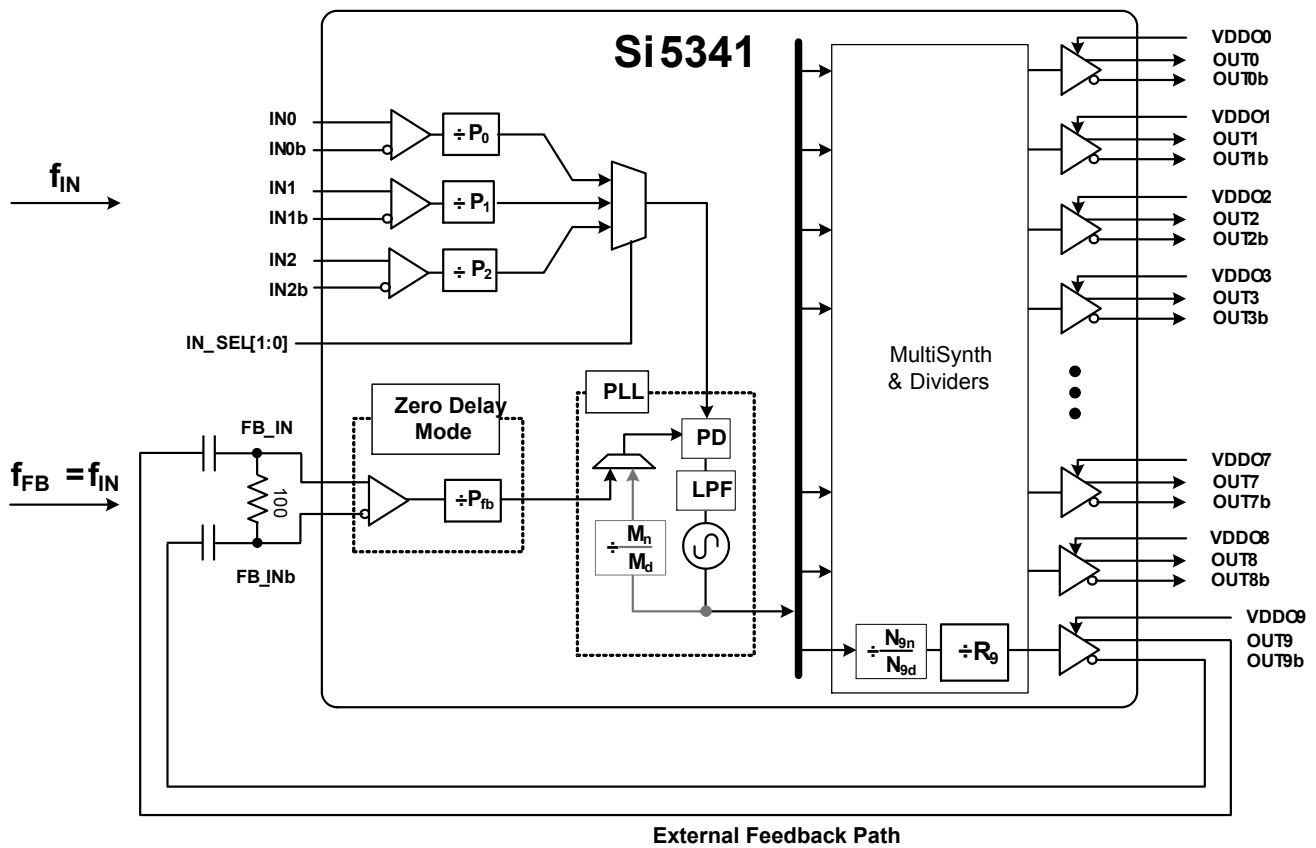 Si5341
IN0
IN0b
÷ P0
IN1
IN1b
÷ P1
IN2
IN2b
÷ P2
IN_SEL[1:0]
fIN
fFB = fIN
FB_IN
100
FB_INb
Zero Delay
Mode
÷Pfb
PLL
PD
LPF
÷ Mn
Md
MultiSynth
& Dividers
÷ N9n
N9d
÷R9
VDDO0
OUT0
OUT0b
VDDO1
OUT1
OUT1b
VDDO2
OUT2
OUT2b
VDDO3
OUT3
OUT3b
VDDO7
OUT7
OUT7b
VDDO8
OUT8
OUT8b
VDDO9
OUT9
OUT9b
External Feedback Path